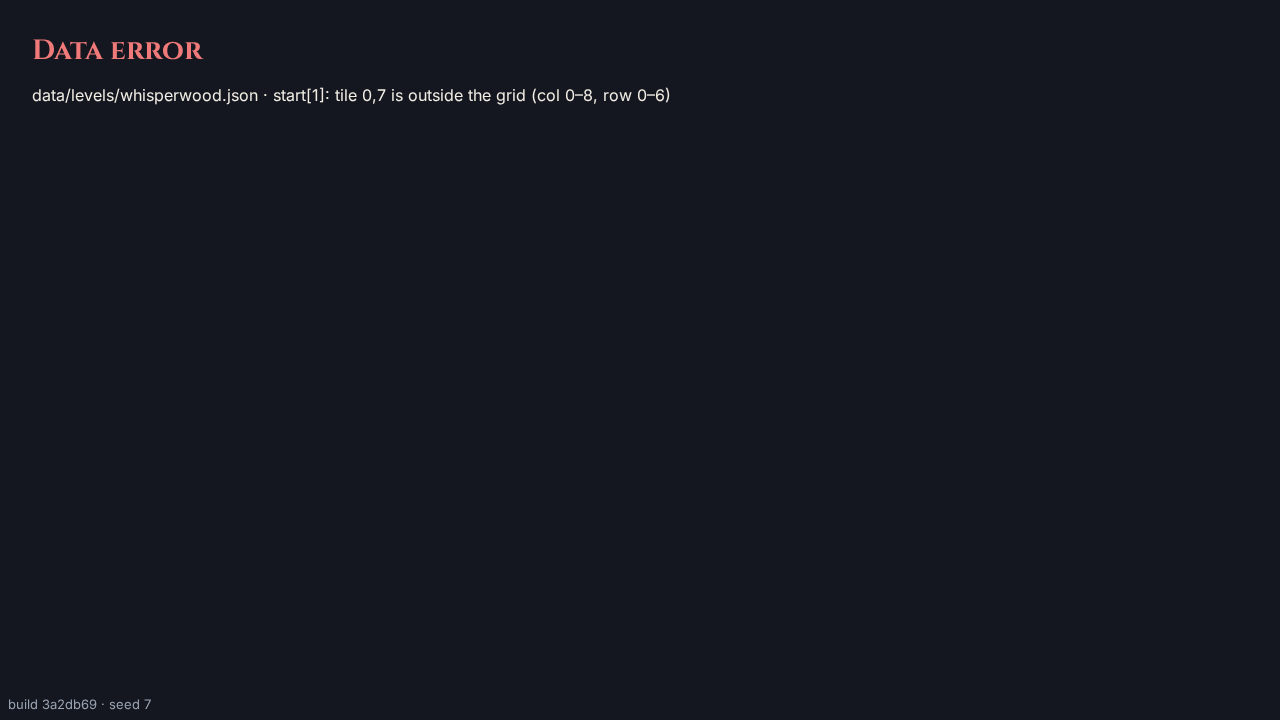 Data error
data/levels/whisperwood.json · start[1]: tile 0,7 is outside the grid (col 0–8, row 0–6)
build 3a2db69 · seed 7